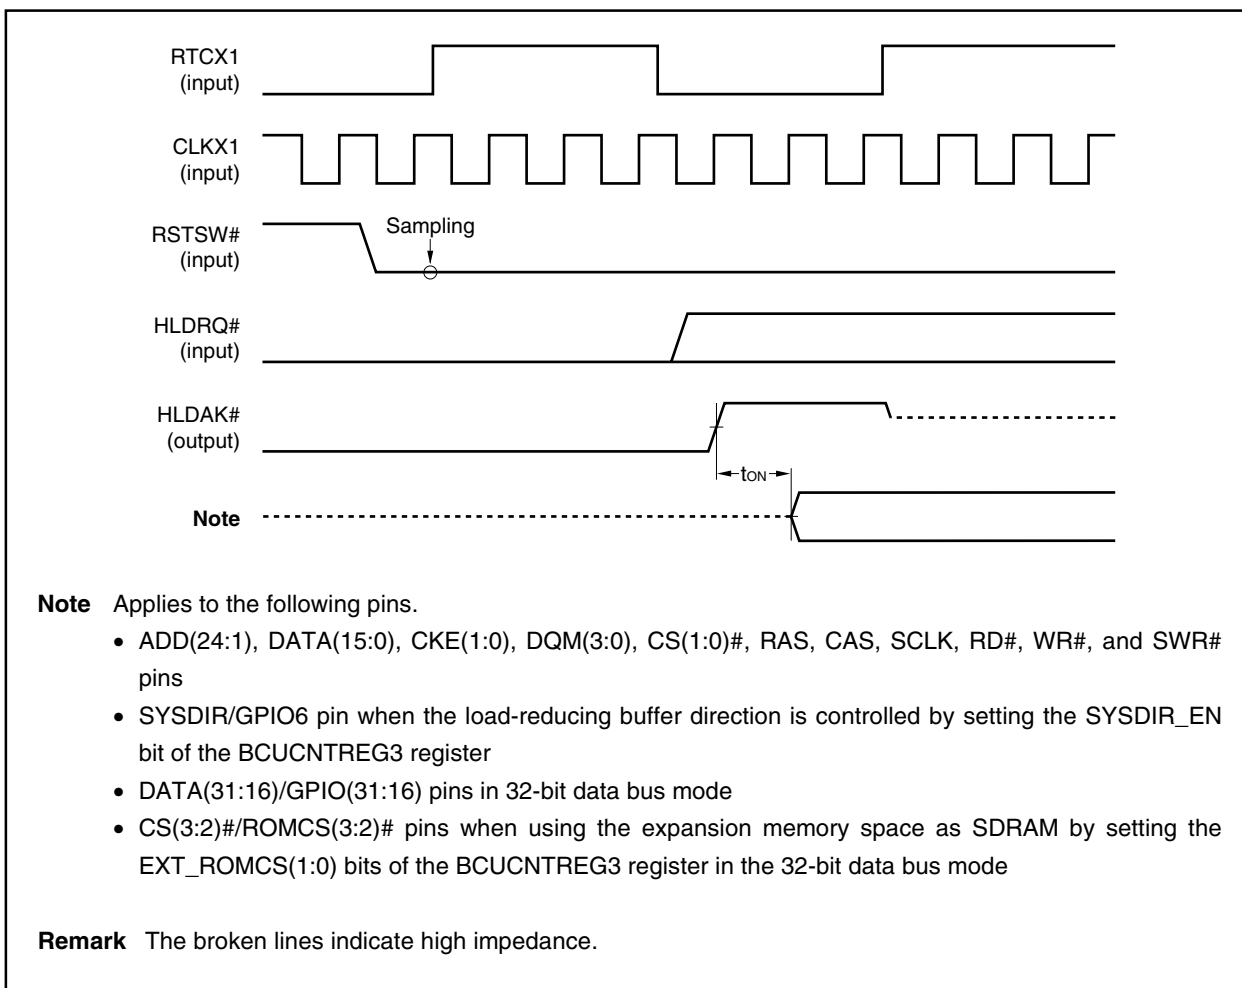 RTCX1
(input)
CLKX1
(input)
RSTSW#
(input)
Sampling
HLDRQ#
(input)
HLDAK#
(output)
tON
Note
Note Applies to the following pins.
• ADD(24:1), DATA(15:0), CKE(1:0), DQM(3:0), CS(1:0)#, RAS, CAS, SCLK, RD#, WR#, and SWR#
pins
• SYSDIR/GPIO6 pin when the load-reducing buffer direction is controlled by setting the SYSDIR_EN
bit of the BCUCNTREG3 register
• DATA(31:16)/GPIO(31:16) pins in 32-bit data bus mode
• CS(3:2)#/ROMCS(3:2)# pins when using the expansion memory space as SDRAM by setting the
EXT_ROMCS(1:0) bits of the BCUCNTREG3 register in the 32-bit data bus mode
Remark The broken lines indicate high impedance.